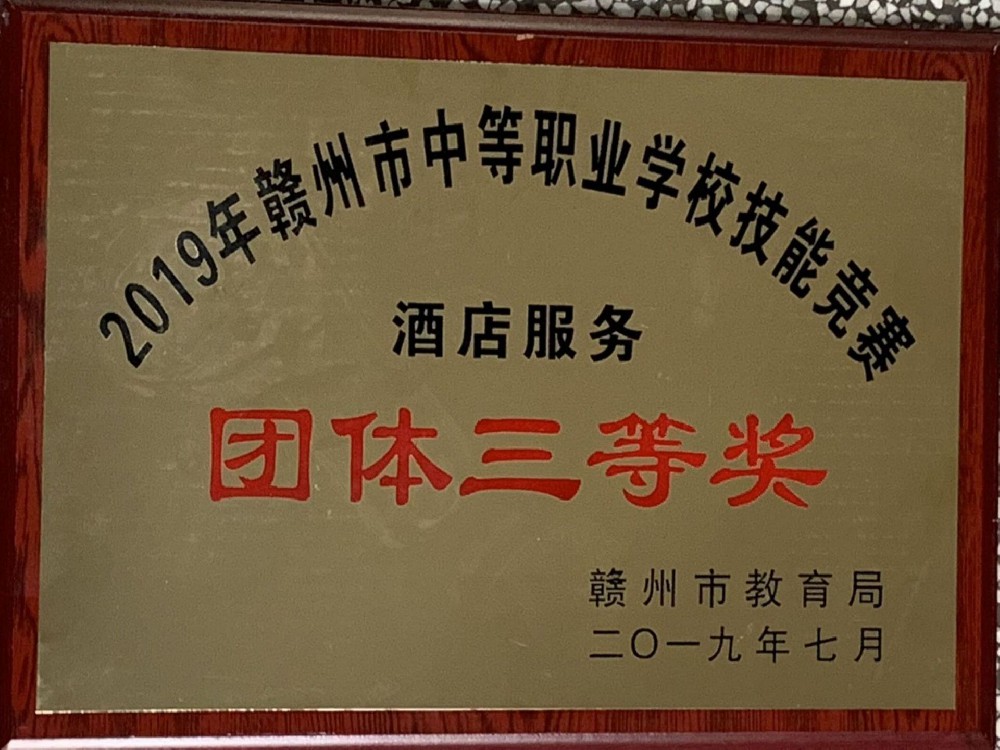 2019年赣州市中等职业学校技能竞赛
酒店服务
团体三等奖
赣州市教育局
二〇一九年七月